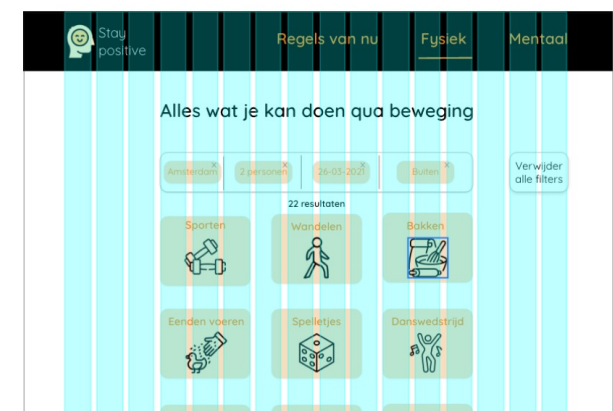 Stay
positive
Regels van nu Fysiek Mentaal
Alles wat je kan doen qua beweging
Amsterdam x 2 personen x 26-03-2021 x Buiten x
Verwijder
alle filters
22 resultaten
Sporten Wandelen Bakken
Eenden voeren Spelletjes Danswedstrijd